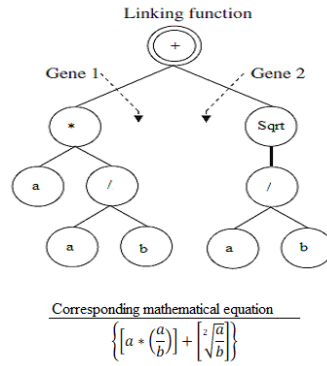 Linking function
+
Gene 1 Gene 2
* Sqrt
a / /
a b a b
Corresponding mathematical equation
{[a * (a/b)] + [²√(a/b)]}